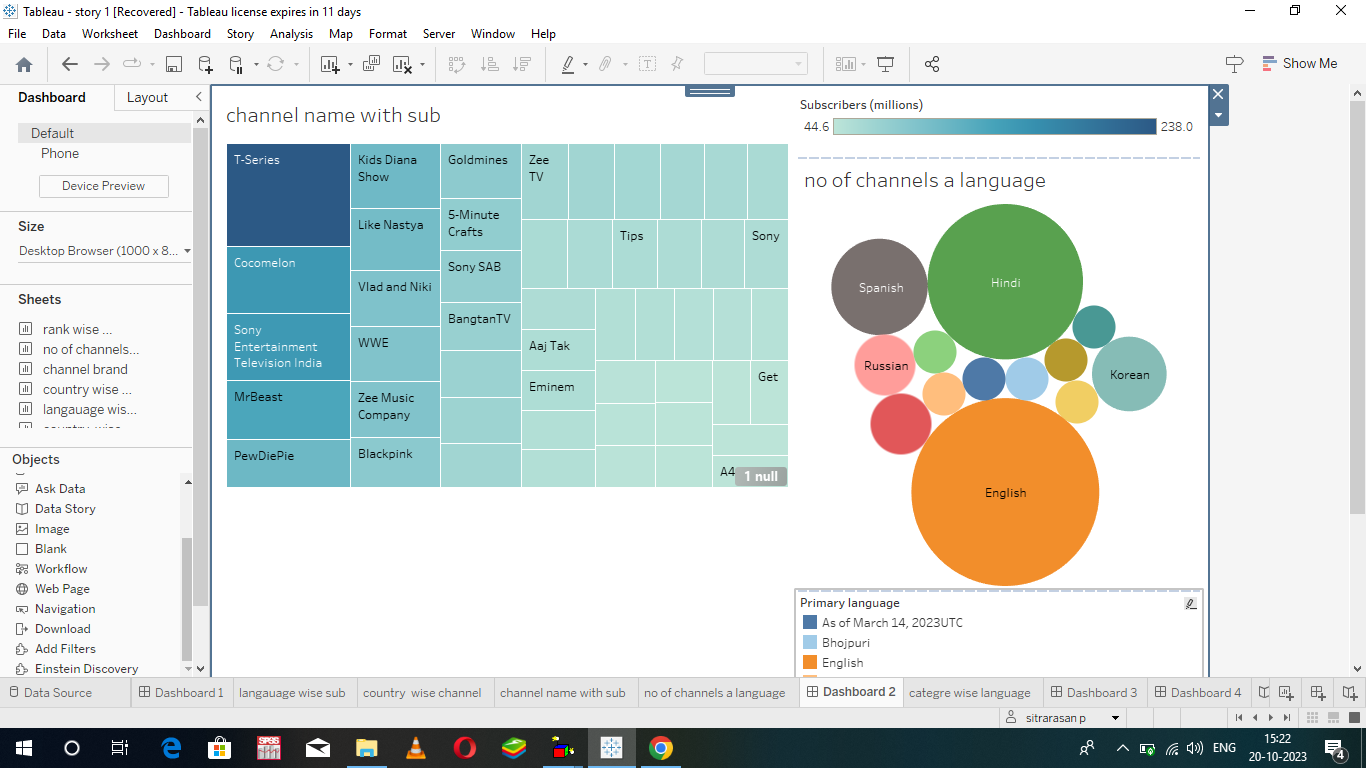 Tableau - story 1 [Recovered] - Tableau license expires in 11 days
File Data Worksheet Dashboard Story Analysis Map Format Server Window Help
Show Me
Dashboard Layout
Default
Phone
Device Preview
Size
Desktop Browser (1000 x 8...
Sheets
rank wise ...
no of channels...
channel brand
country wise ...
langauage wis...
Objects
Ask Data
Data Story
Image
Blank
Workflow
Web Page
Navigation
Download
Add Filters
Einstein Discovery
channel name with sub
T-Series
Cocomelon
Sony
Entertainment
Television India
MrBeast
PewDiePie
Kids Diana
Show
Like Nastya
Vlad and Niki
WWE
Zee Music
Company
Blackpink
Goldmines
5-Minute
Crafts
Sony SAB
BangtanTV
Zee
TV
Tips
Sony
Aaj Tak
Eminem
Get
A4
1 null
Subscribers (millions)
44.6 238.0
no of channels a language
Hindi
Spanish
Russian
Korean
English
Primary language
As of March 14, 2023UTC
Bhojpuri
English
Data Source Dashboard 1 langauage wise sub country  wise channel channel name with sub no of channels a language Dashboard 2 categre wise language Dashboard 3 Dashboard 4
sitrarasan p
SPSS
ENG
15:22
20-10-2023
4